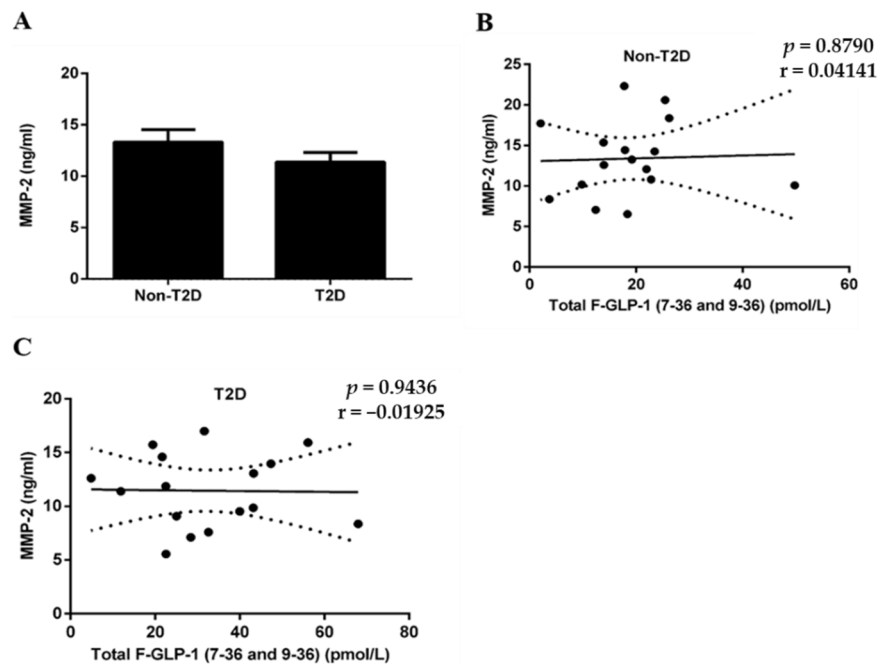 A
MMP-2 (ng/ml)
20
15
10
5
0
Non-T2D
T2D
B
Non-T2D
p = 0.8790
r = 0.04141
MMP-2 (ng/ml)
25
20
15
10
5
0
0
20
40
60
Total F-GLP-1 (7-36 and 9-36) (pmol/L)
C
T2D
p = 0.9436
r = –0.01925
MMP-2 (ng/ml)
20
15
10
5
0
0
20
40
60
80
Total F-GLP-1 (7-36 and 9-36) (pmol/L)